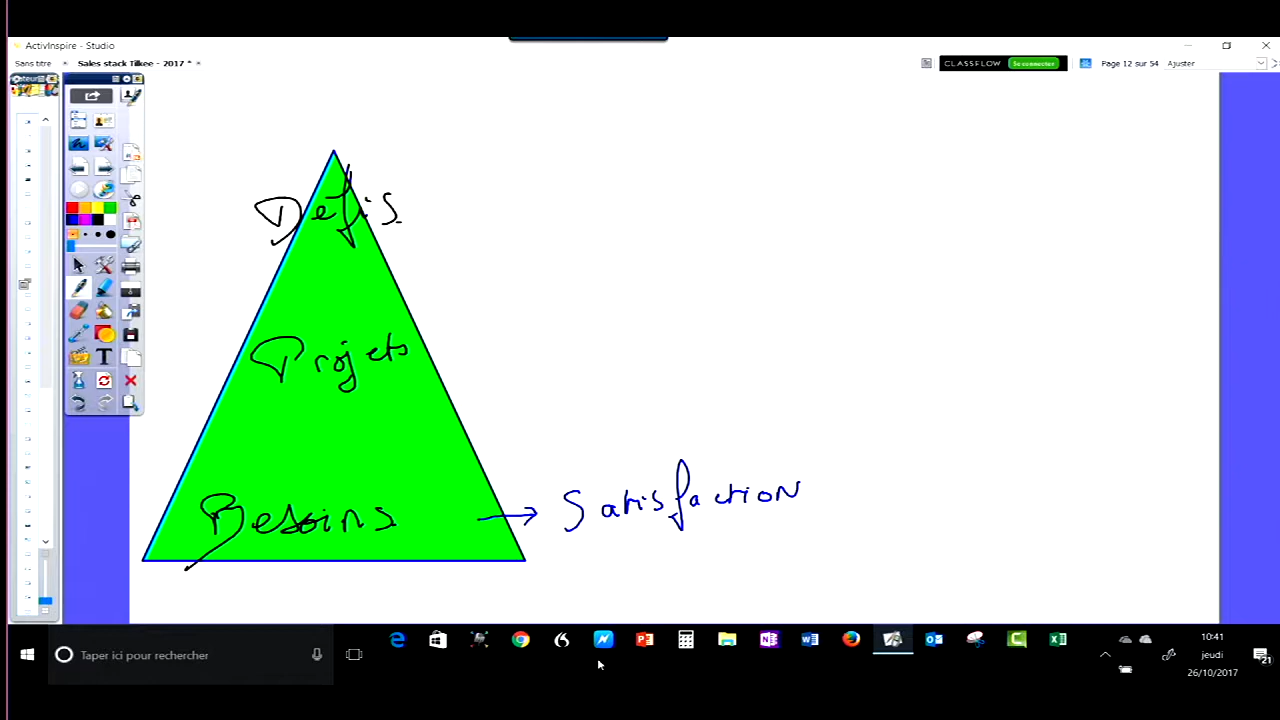 ActivInspire - Studio
Sans titre
Sales stack Tilkee - 2017 *
CLASSFLOW
Se connecter
Page 12 sur 54
Ajuster
Défis
Projets
Besoins
Satisfaction
Taper ici pour rechercher
10:41
jeudi
26/10/2017
21